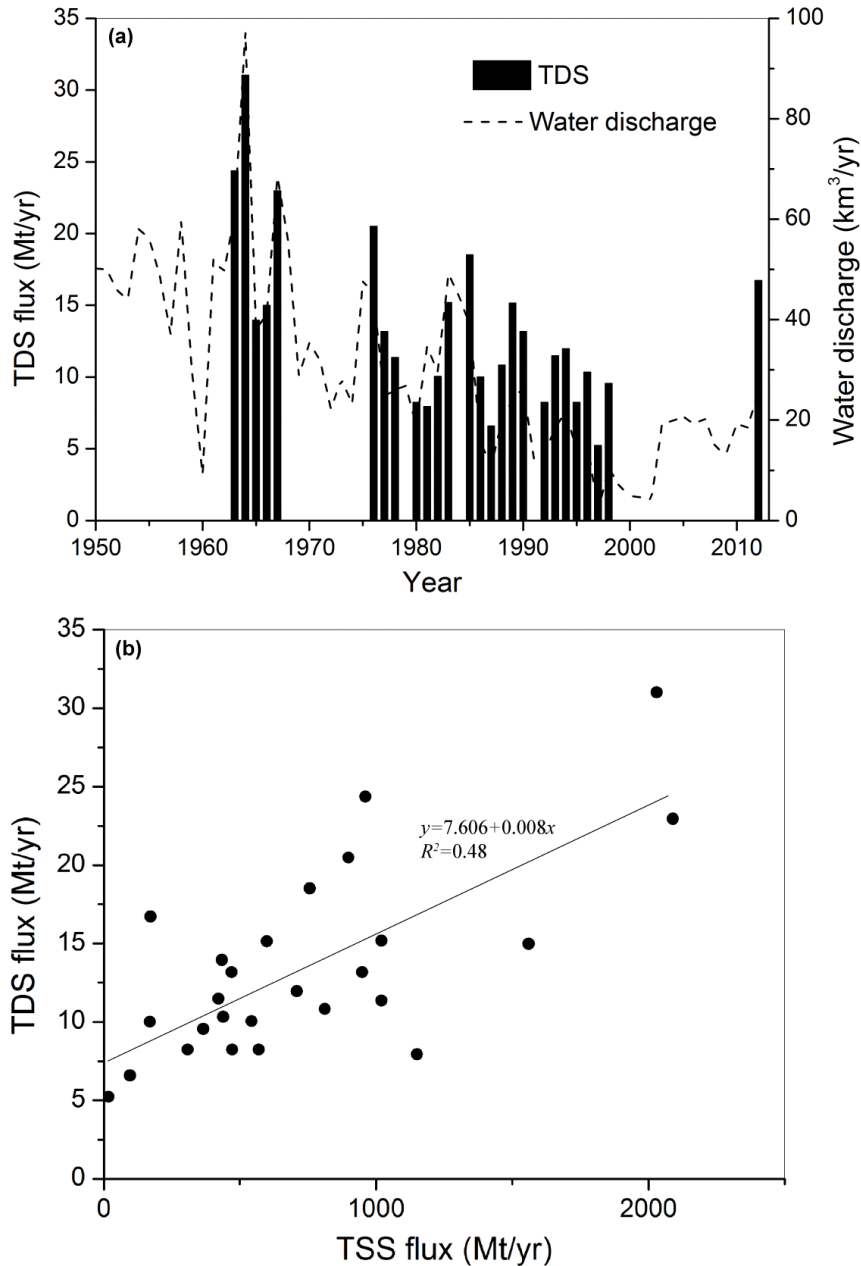 (a)
TDS
Water discharge
35
30
25
20
15
10
5
0
TDS flux (Mt/yr)
100
80
60
40
20
0
Water discharge (km³/yr)
1950 1960 1970 1980 1990 2000 2010
Year
(b)
35
30
25
20
15
10
5
0
TDS flux (Mt/yr)
y=7.606+0.008x
R²=0.48
0 1000 2000
TSS flux (Mt/yr)